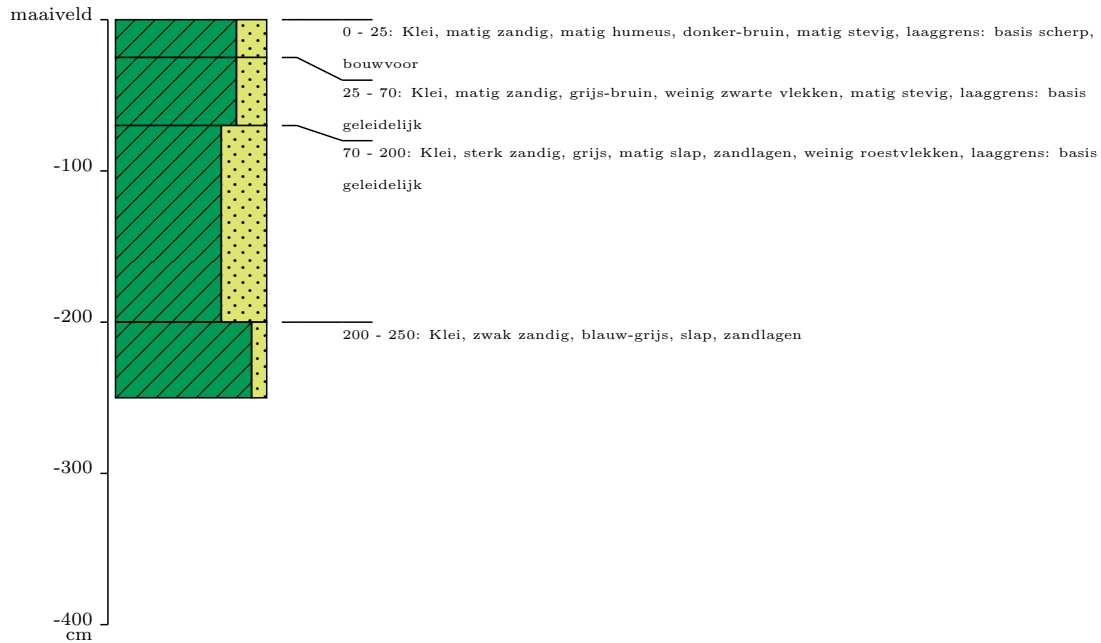 maaiveld
0 - 25: Klei, matig zandig, matig humeus, donker-bruin, matig stevig, laaggrens: basis scherp,
bouwvoor
25 - 70: Klei, matig zandig, grijs-bruin, weinig zwarte vlekken, matig stevig, laaggrens: basis
geleidelijk
70 - 200: Klei, sterk zandig, grijs, matig slap, zandlagen, weinig roestvlekken, laaggrens: basis
geleidelijk
-100
-200
200 - 250: Klei, zwak zandig, blauw-grijs, slap, zandlagen
-300
-400
cm